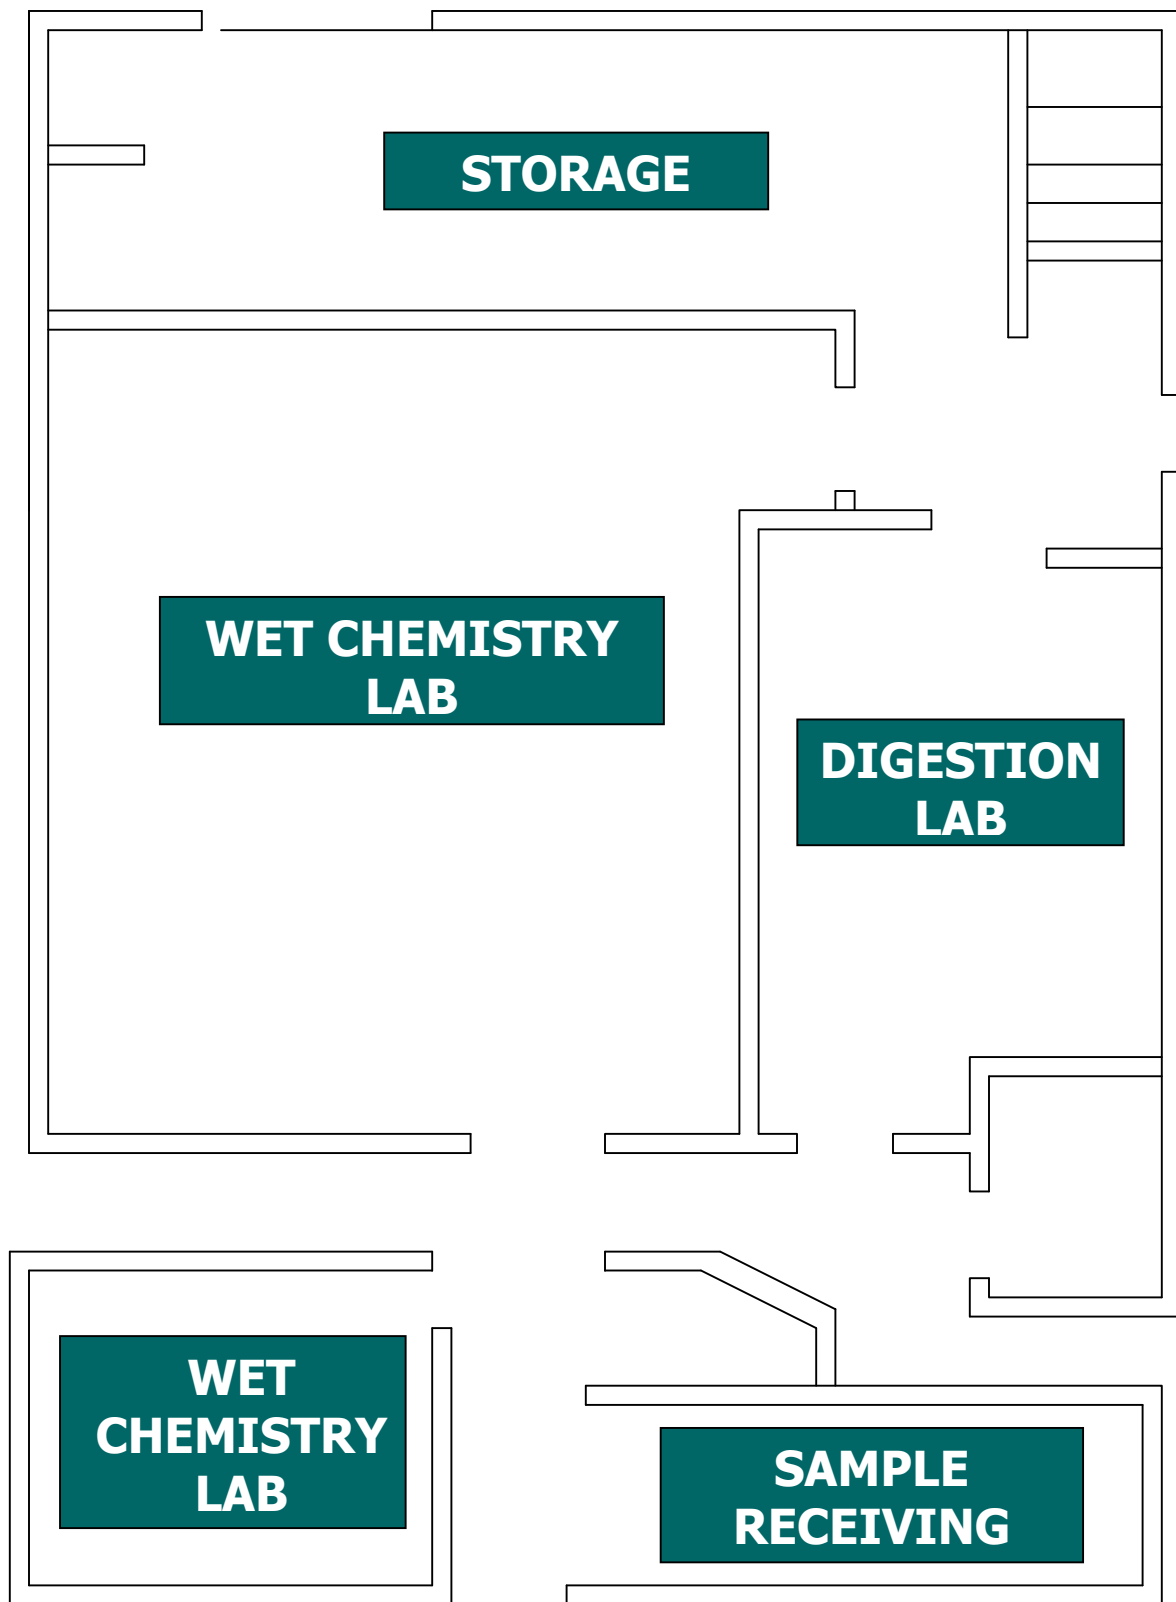 STORAGE
WET CHEMISTRY
LAB
DIGESTION
LAB
WET
CHEMISTRY
LAB
SAMPLE
RECEIVING